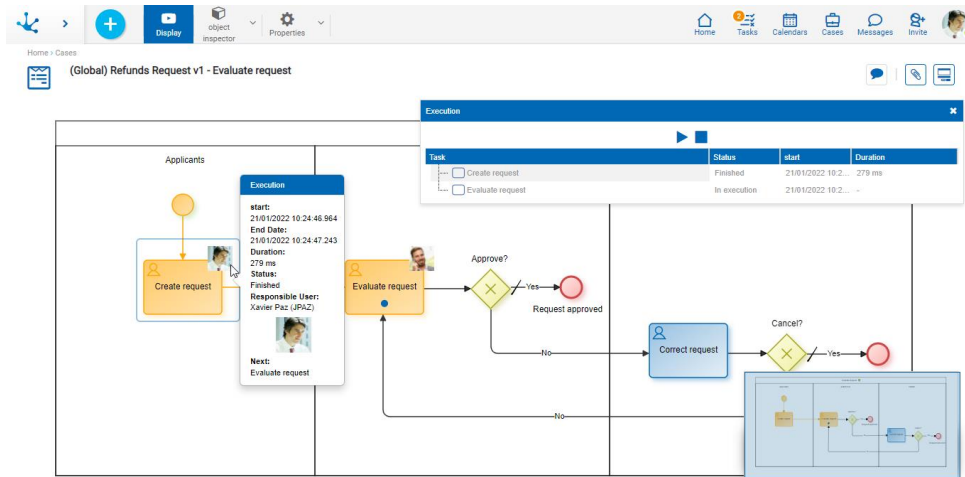 Display
object
inspector
Properties
Home
2
Tasks
Calendars
Cases
Messages
Invite
Home > Cases
(Global) Refunds Request v1 - Evaluate request
Execution
Task Status start Duration
Create request Finished 21/01/2022 10:2... 279 ms
Evaluate request In execution 21/01/2022 10:2... -
Applicants
Execution
start:
21/01/2022 10:24:46.964
End Date:
21/01/2022 10:24:47.243
Duration:
279 ms
Status:
Finished
Responsible User:
Xavier Paz (JPAZ)
Next:
Evaluate request
Create request
Evaluate request
Approve?
Yes
Request approved
No
Correct request
Cancel?
Yes
No